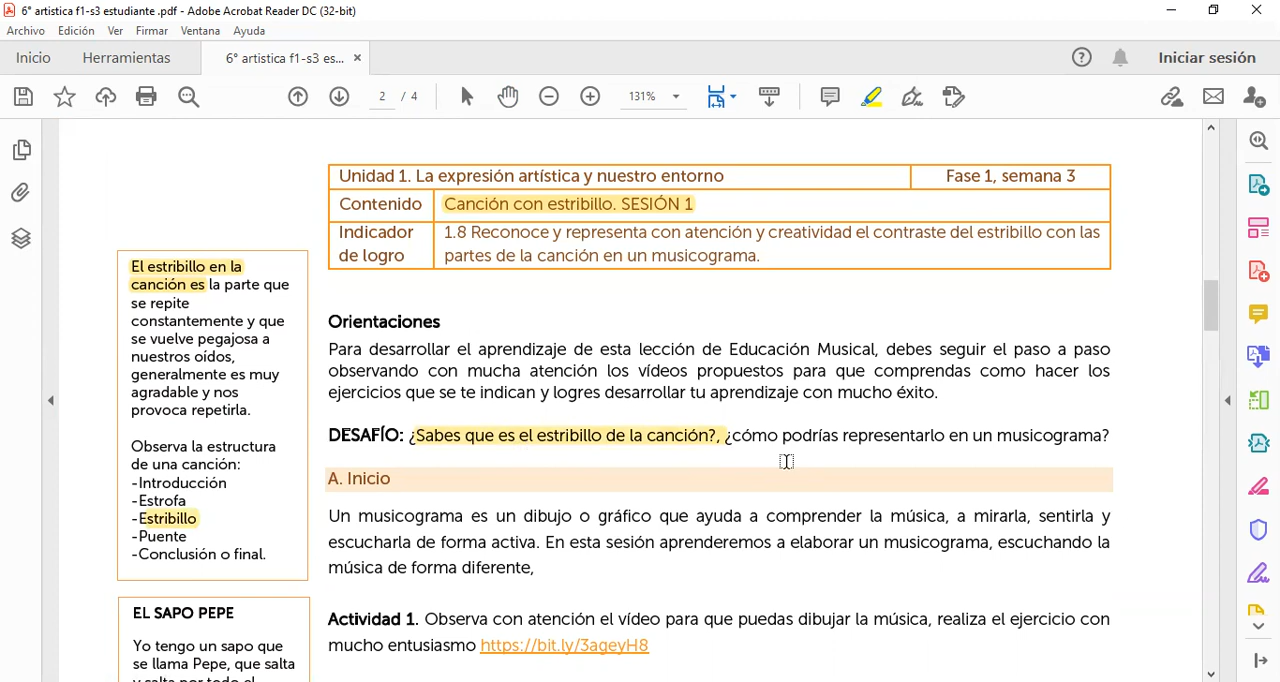 6° artistica f1-s3 estudiante .pdf - Adobe Acrobat Reader DC (32-bit)
Archivo Edición Ver Firmar Ventana Ayuda
Inicio Herramientas 6° artistica f1-s3 es... ×
Iniciar sesión
2 / 4 131%
Unidad 1. La expresión artística y nuestro entorno Fase 1, semana 3
Contenido Canción con estribillo. SESIÓN 1
Indicador de logro 1.8 Reconoce y representa con atención y creatividad el contraste del estribillo con las
partes de la canción en un musicograma.
El estribillo en la
canción es la parte que
se repite
constantemente y que
se vuelve pegajosa a
nuestros oídos,
generalmente es muy
agradable y nos
provoca repetirla.
Observa la estructura
de una canción:
-Introducción
-Estrofa
-Estribillo
-Puente
-Conclusión o final.
EL SAPO PEPE
Yo tengo un sapo que
se llama Pepe, que salta
y salta por todo el
Orientaciones
Para desarrollar el aprendizaje de esta lección de Educación Musical, debes seguir el paso a paso
observando con mucha atención los vídeos propuestos para que comprendas como hacer los
ejercicios que se te indican y logres desarrollar tu aprendizaje con mucho éxito.
DESAFÍO: ¿Sabes que es el estribillo de la canción?, ¿cómo podrías representarlo en un musicograma?
A. Inicio
Un musicograma es un dibujo o gráfico que ayuda a comprender la música, a mirarla, sentirla y
escucharla de forma activa. En esta sesión aprenderemos a elaborar un musicograma, escuchando la
música de forma diferente,
Actividad 1. Observa con atención el vídeo para que puedas dibujar la música, realiza el ejercicio con
mucho entusiasmo https://bit.ly/3ageyH8